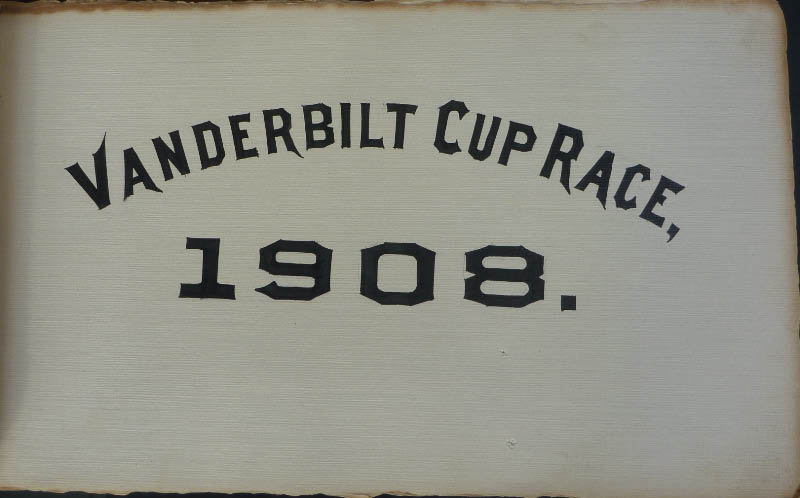 VANDERBILT CUP RACE,
1908.